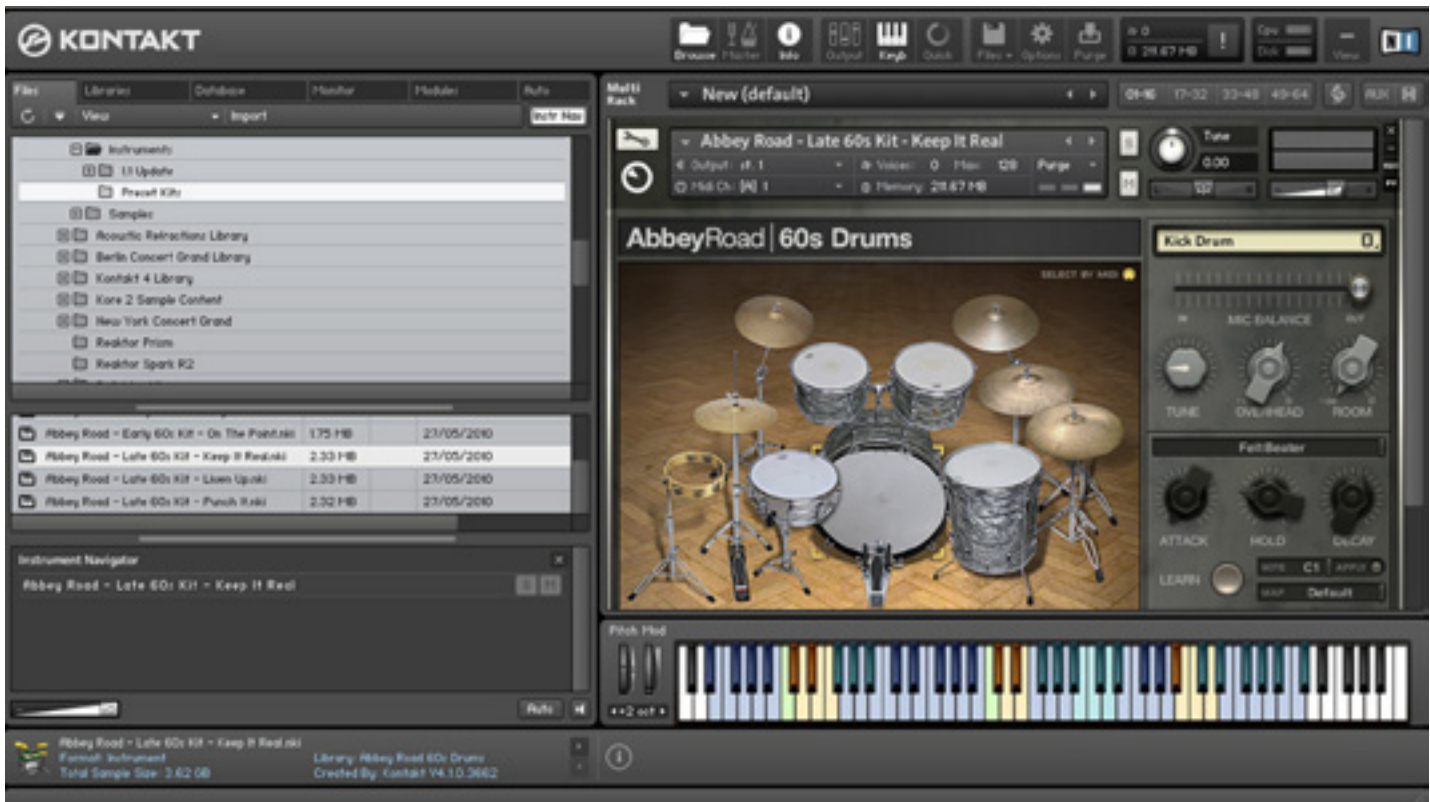 KONTAKT
Browse Master Info Output Keyb Quick Files Options Purge
0
211.67 MB
!
Cpu
Disk
View
Files Libraries Database Monitor Modules Auto
View Import Instr Nav
Instruments
1.1 Update
Preset Kits
Samples
Acoustic Refractions Library
Berlin Concert Grand Library
Kontakt 4 Library
Kore 2 Sample Content
New York Concert Grand
Reaktor Prism
Reaktor Spark R2
Abbey Road - Early 60s Kit - On The Point.nki 1.75 MB 27/05/2010
Abbey Road - Late 60s Kit - Keep It Real.nki 2.33 MB 27/05/2010
Abbey Road - Late 60s Kit - Liven Up.nki 2.33 MB 27/05/2010
Abbey Road - Late 60s Kit - Punch It.nki 2.32 MB 27/05/2010
Instrument Navigator
Abbey Road - Late 60s Kit - Keep It Real S M
Auto
Multi Rack
New (default)
01-16 17-32 33-48 49-64 AUX
Abbey Road - Late 60s Kit - Keep It Real
Output: st. 1 Voices: 0 Max: 128 Purge
Midi Ch: [A] 1 Memory: 211.67 MB
S
M
Tune
0.00
AbbeyRoad | 60s Drums
SELECT BY MIDI
Kick Drum
IN MIC BALANCE OUT
TUNE OVERHEAD ROOM
Felt Beater
ATTACK HOLD DECAY
LEARN
NOTE C1 APPLY
MAP Default
Pitch Mod
+2 oct
Abbey Road - Late 60s Kit - Keep It Real.nki
Format: Instrument
Total Sample Size: 3.62 GB
Library: Abbey Road 60s Drums
Created By: Kontakt V4.1.0.3662